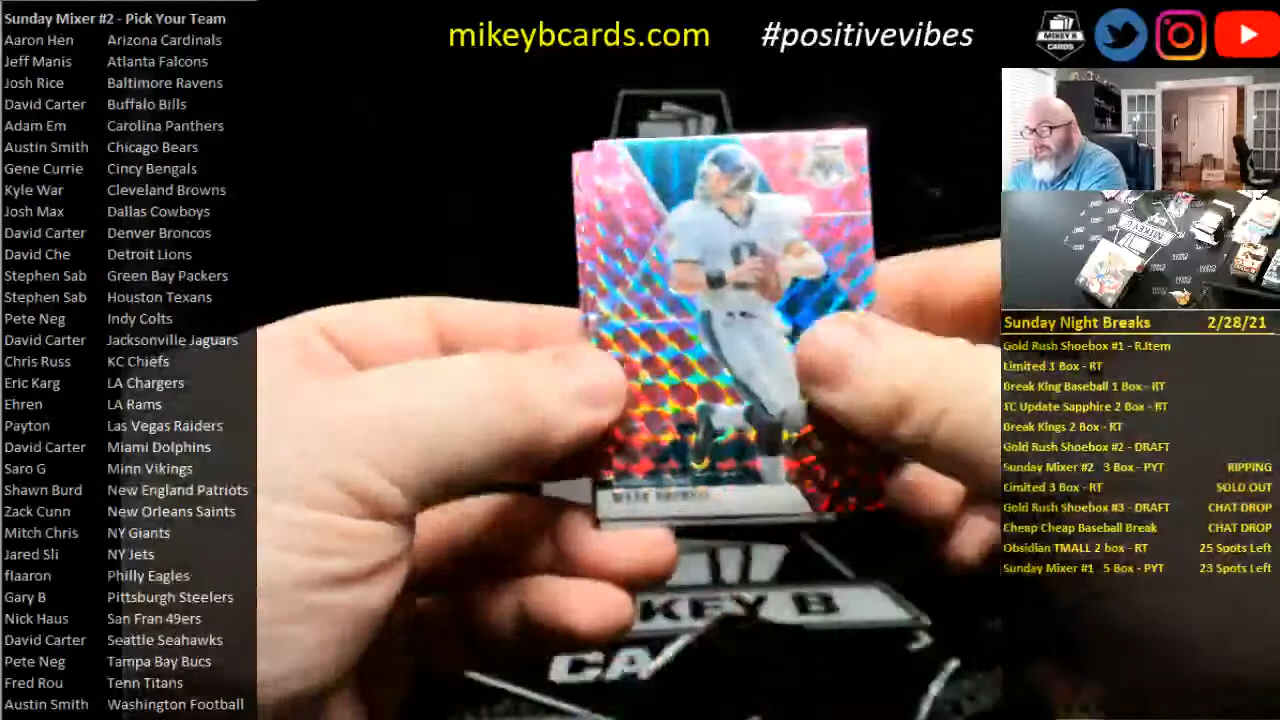 Sunday Mixer #2 - Pick Your Team
Aaron Hen Arizona Cardinals
Jeff Manis Atlanta Falcons
Josh Rice Baltimore Ravens
David Carter Buffalo Bills
Adam Em Carolina Panthers
Austin Smith Chicago Bears
Gene Currie Cincy Bengals
Kyle War Cleveland Browns
Josh Max Dallas Cowboys
David Carter Denver Broncos
David Che Detroit Lions
Stephen Sab Green Bay Packers
Stephen Sab Houston Texans
Pete Neg Indy Colts
David Carter Jacksonville Jaguars
Chris Russ KC Chiefs
Eric Karg LA Chargers
Ehren LA Rams
Payton Las Vegas Raiders
David Carter Miami Dolphins
Saro G Minn Vikings
Shawn Burd New England Patriots
Zack Cunn New Orleans Saints
Mitch Chris NY Giants
Jared Sli NY Jets
flaaron Philly Eagles
Gary B Pittsburgh Steelers
Nick Haus San Fran 49ers
David Carter Seattle Seahawks
Pete Neg Tampa Bay Bucs
Fred Rou Tenn Titans
Austin Smith Washington Football
mikeybcards.com #positivevibes
MIKEY B
CARDS
Sunday Night Breaks 2/28/21
Gold Rush Shoebox #1 - R.Item
Limited 3 Box - RT
Break King Baseball 1 Box - RT
TC Update Sapphire 2 Box - RT
Break Kings 2 Box - RT
Gold Rush Shoebox #2 - DRAFT
Sunday Mixer #2 3 Box - PYT RIPPING
Limited 3 Box - RT SOLD OUT
Gold Rush Shoebox #3 - DRAFT CHAT DROP
Cheap Cheap Baseball Break CHAT DROP
Obsidian TMALL 2 box - RT 25 Spots Left
Sunday Mixer #1 5 Box - PYT 23 Spots Left
KEY B
CA